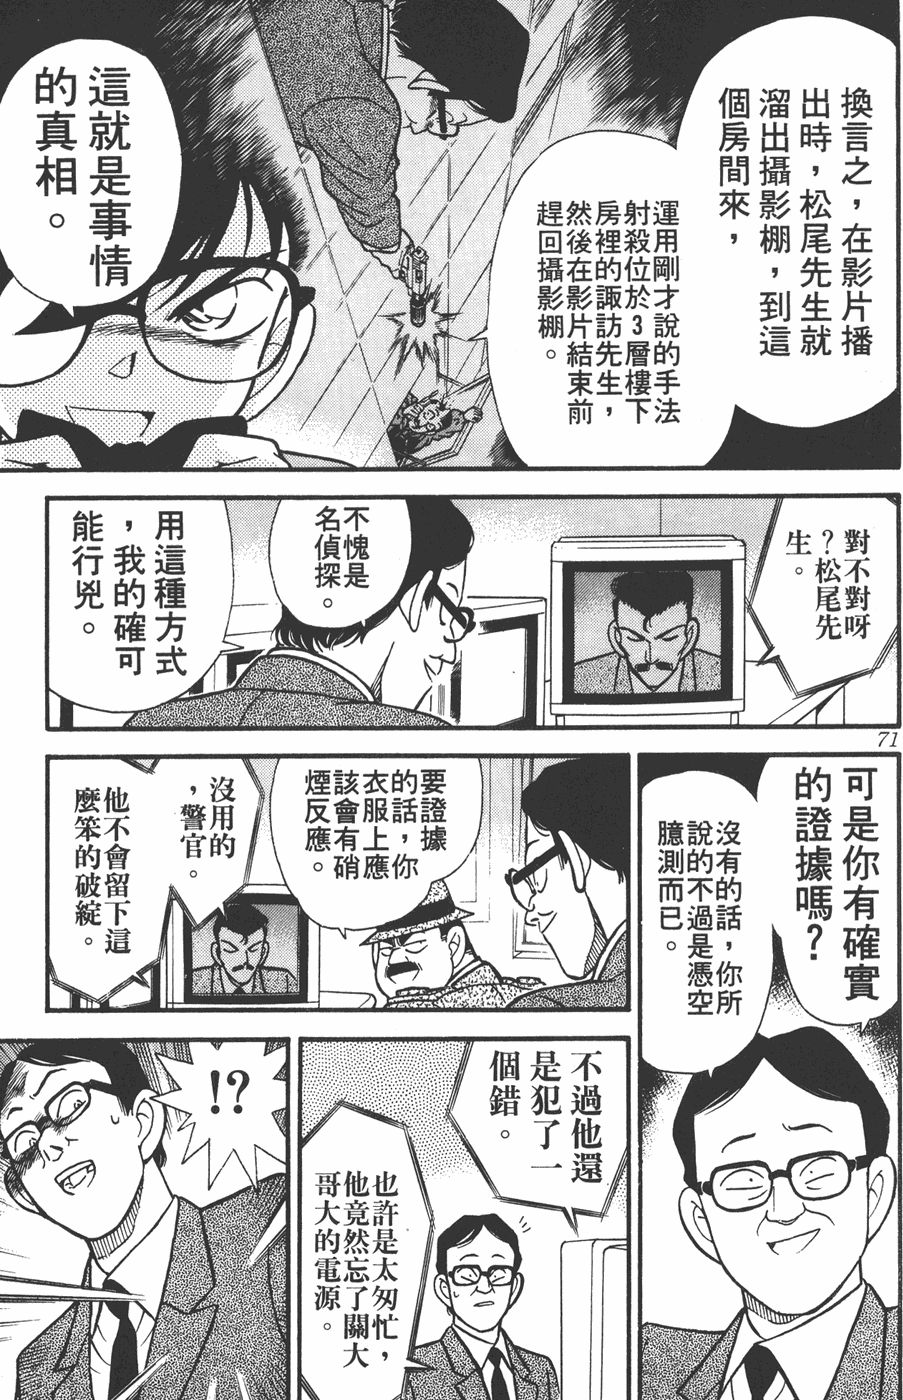 換言之，在影片播
出時，松尾先生就
溜出攝影棚，到這
個房間來，
運用剛才說的手法
射殺位於3層樓下
房裡的諏訪先生，
然後在影片結束前
趕回攝影棚。
這就是事情
的真相。
對不對呀
？松尾先
生。
不愧是
名偵探。
用這種方式
，我的確可
能行兇。
71
可是你有確實
的證據嗎？
沒有的話，你所
說的不過是憑空
臆測而已。
要證據
的話，你
衣服上應
該會有硝
煙反應。
沒用的
，警官。
他不會留下這
麼笨的破綻。
不過他還
是犯了一
個錯。
也許是太匆忙，
他竟然忘了關大
哥大的電源。
!?